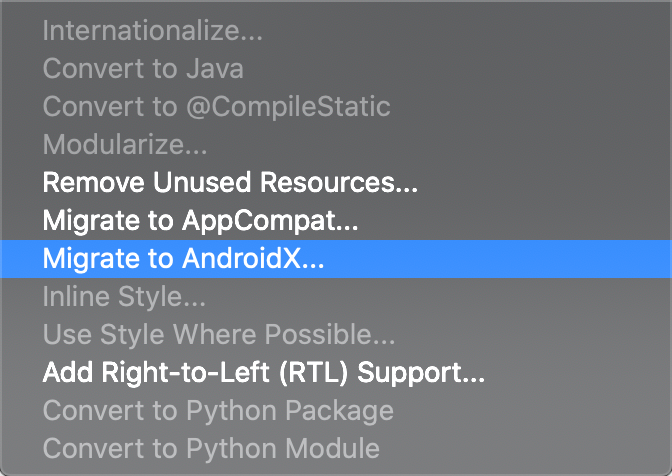 Internationalize...
Convert to Java
Convert to @CompileStatic
Modularize...
Remove Unused Resources...
Migrate to AppCompat...
Migrate to AndroidX...
Inline Style...
Use Style Where Possible...
Add Right-to-Left (RTL) Support...
Convert to Python Package
Convert to Python Module